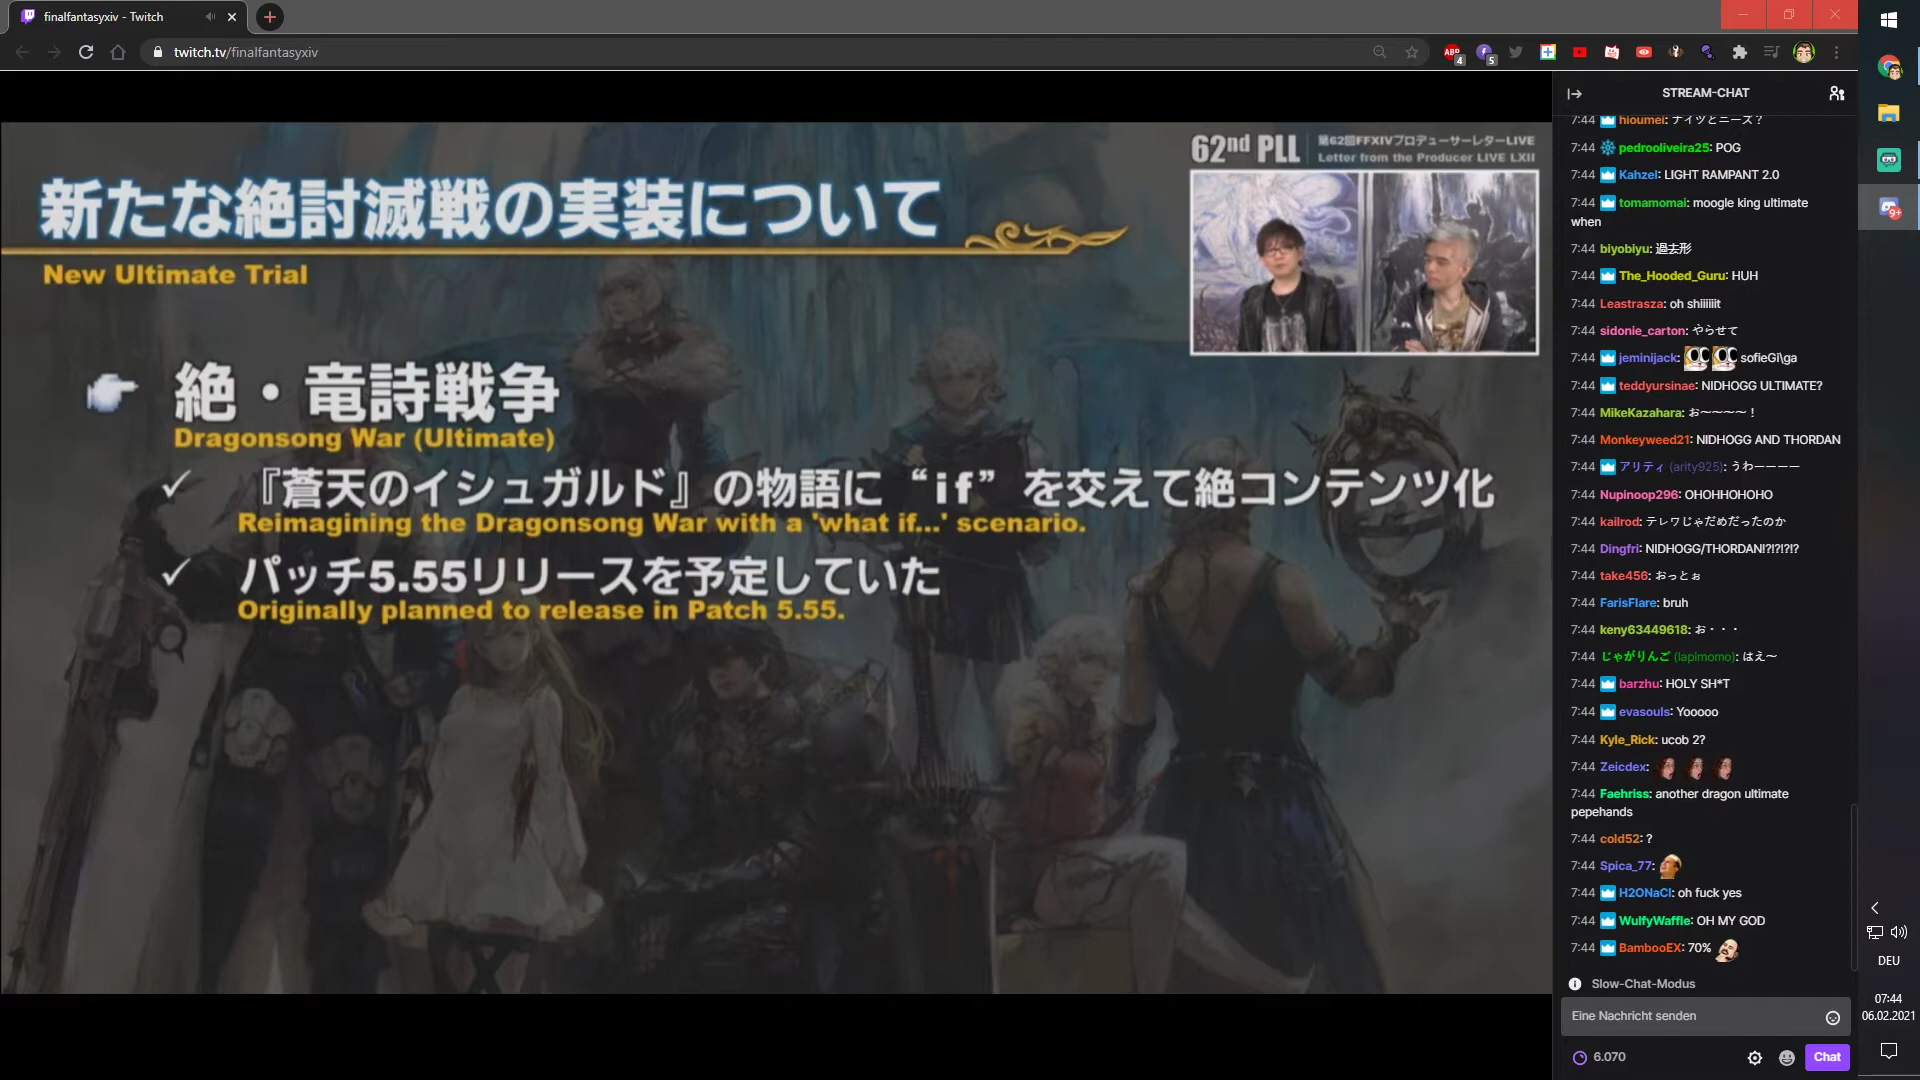 finalfantasyxiv - Twitch
twitch.tv/finalfantasyxiv
ABP
4
5
62nd PLL
第62回FFXIVプロデューサーレターLIVE
Letter from the Producer LIVE LXII
新たな絶討滅戦の実装について
New Ultimate Trial
絶・竜詩戦争
Dragonsong War (Ultimate)
『蒼天のイシュガルド』の物語に“if”を交えて絶コンテンツ化
Reimagining the Dragonsong War with a 'what if...' scenario.
パッチ5.55リリースを予定していた
Originally planned to release in Patch 5.55.
STREAM-CHAT
7:44 hioumei: ナイツとニーズ？
7:44 pedrooliveira25: POG
7:44 Kahzel: LIGHT RAMPANT 2.0
7:44 tomamomai: moogle king ultimate
when
7:44 biyobiyu: 過去形
7:44 The_Hooded_Guru: HUH
7:44 Leastrasza: oh shiiiiiit
7:44 sidonie_carton: やらせて
7:44 jeminijack: sofieGi\ga
7:44 teddyursinae: NIDHOGG ULTIMATE?
7:44 MikeKazahara: お〜〜〜〜！
7:44 Monkeyweed21: NIDHOGG AND THORDAN
7:44 アリティ (arity925): うわーーーー
7:44 Nupinoop296: OHOHHOHOHO
7:44 kailrod: テレワじゃだめだったのか
7:44 Dingfri: NIDHOGG/THORDAN!?!?!?!?
7:44 take456: おっとぉ
7:44 FarisFlare: bruh
7:44 keny63449618: お・・・
7:44 じゃがりんご (lapimomo): はえ〜
7:44 barzhu: HOLY SH*T
7:44 evasouls: Yooooo
7:44 Kyle_Rick: ucob 2?
7:44 Zeicdex:
7:44 Faehriss: another dragon ultimate
pepehands
7:44 cold52: ?
7:44 Spica_77:
7:44 H2ONaCl: oh fuck yes
7:44 WulfyWaffle: OH MY GOD
7:44 BambooEX: 70%
Slow-Chat-Modus
Eine Nachricht senden
6.070
Chat
9+
DEU
07:44
06.02.2021